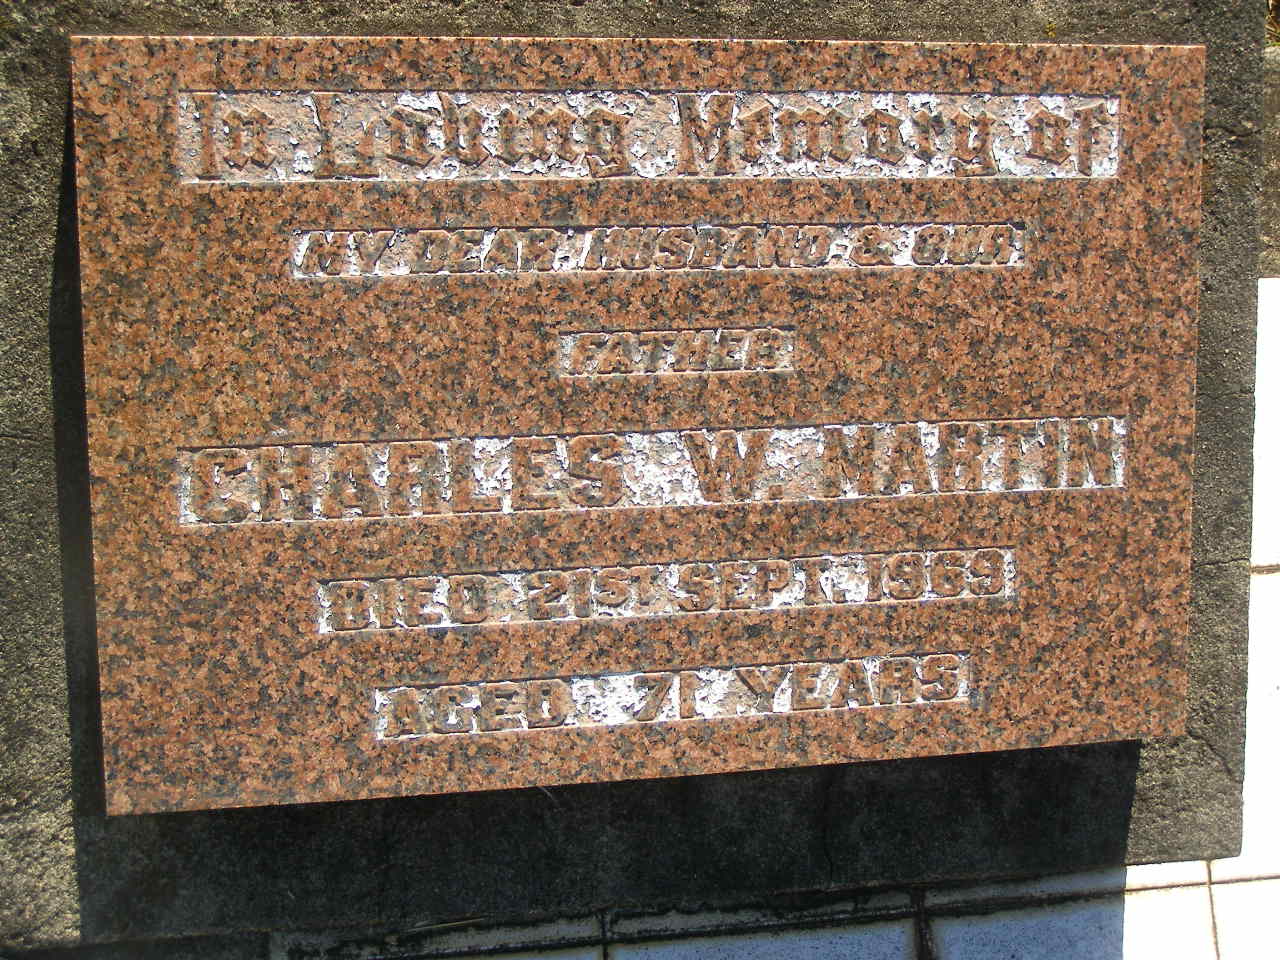 In Loving Memory of
MY DEAR HUSBAND & OUR
FATHER
CHARLES W. MARTIN
DIED 21ST SEPT. 1969
AGED 71 YEARS